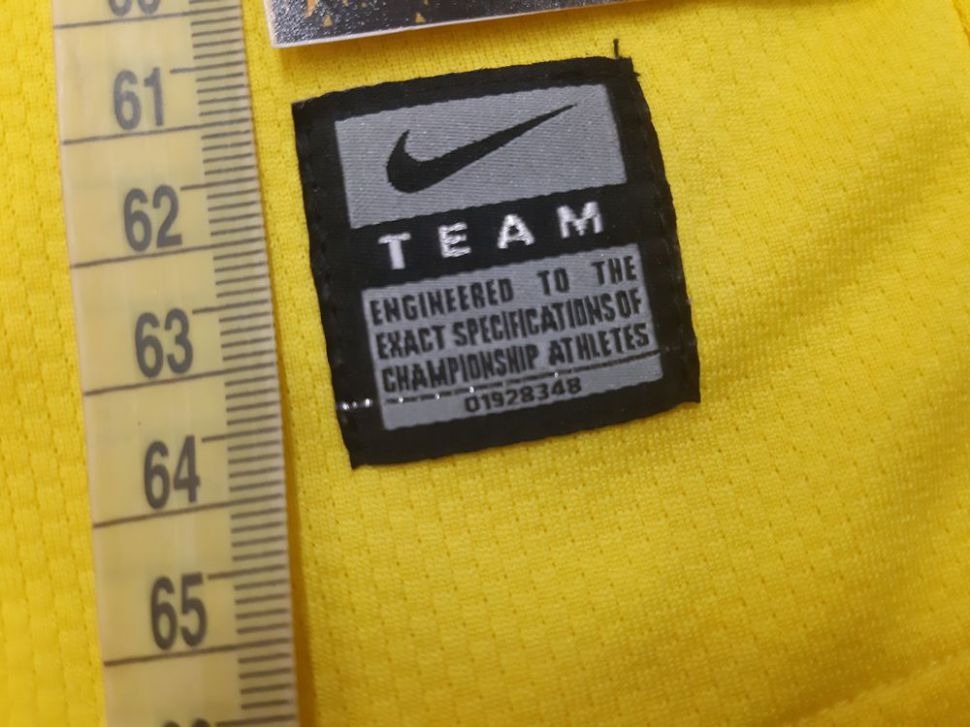 61
62
63
64
65
TEAM
ENGINEERED TO THE
EXACT SPECIFICATIONS OF
CHAMPIONSHIP ATHLETES
01928348